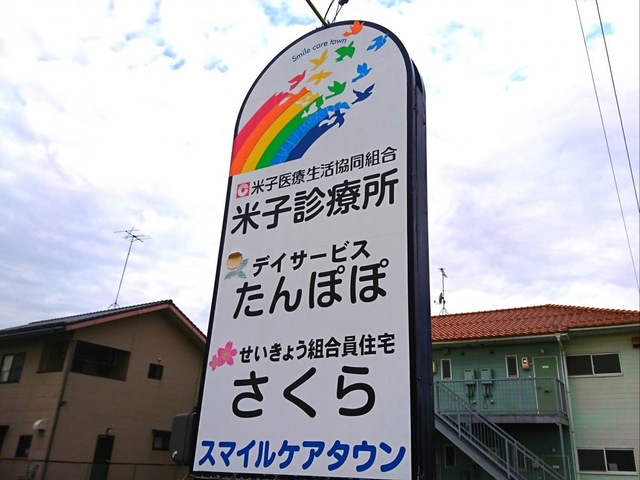 Smile care town
米子医療生活協同組合
米子診療所
デイサービス
たんぽぽ
せいきょう組合員住宅
さくら
スマイルケアタウン